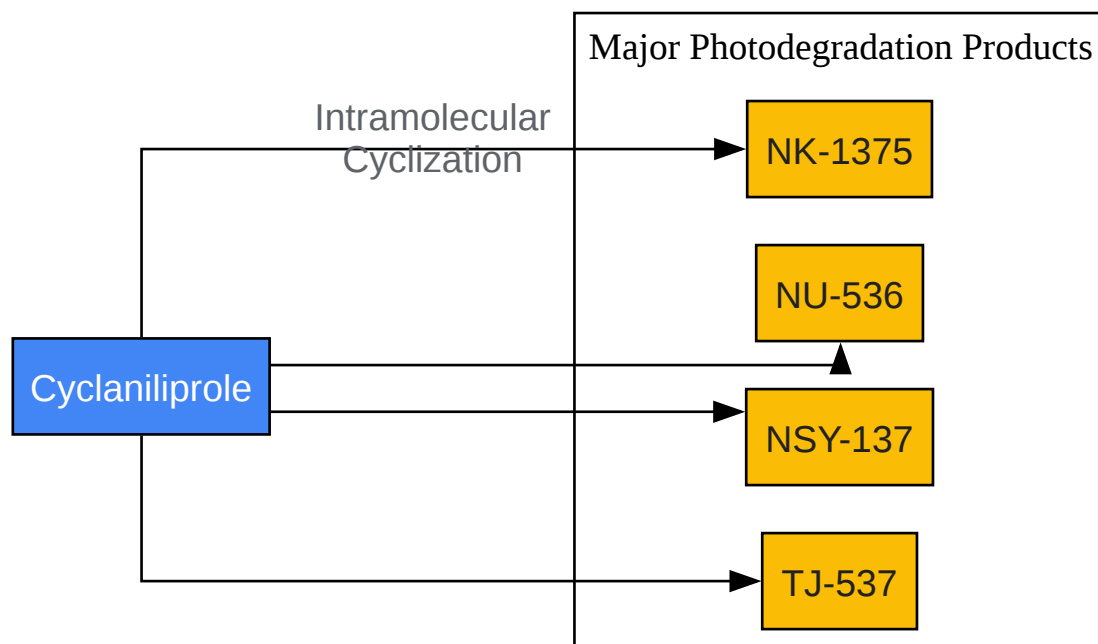 Major Photodegradation Products
Intramolecular
Cyclization
NK-1375
NU-536
Cyclaniliprole
NSY-137
TJ-537